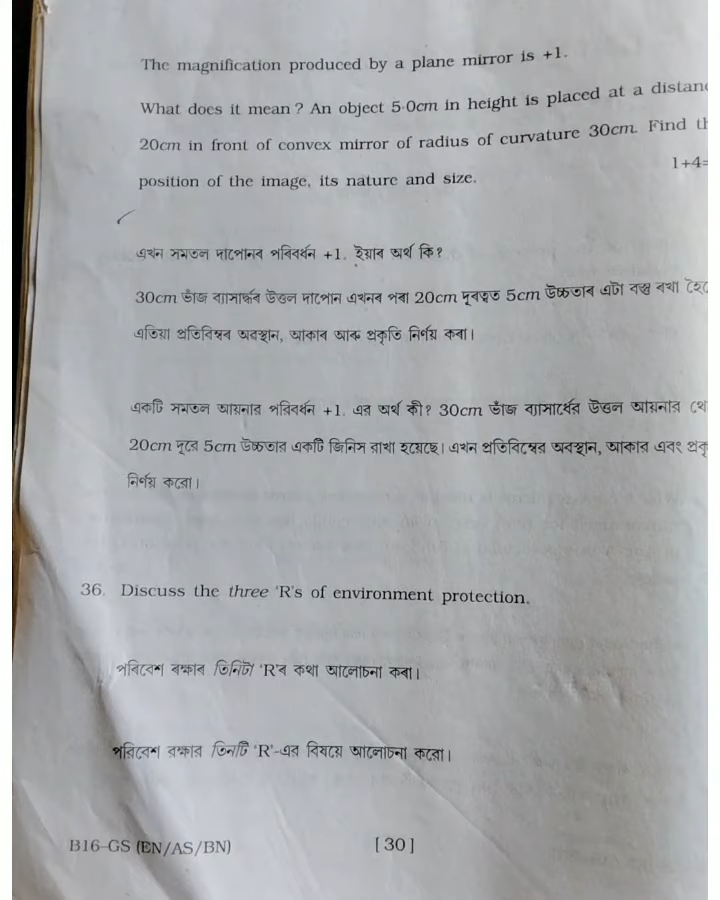 The magnification produced by a plane mirror is +1.
What does it mean? An object 5·0cm in height is placed at a
20cm in front of convex mirror of radius of curvature 30cm. Find
position of the image, its nature and size.
1+4=
এখন সমতল দাপোনৰ পৰিবৰ্ধন +1. ইয়াৰ অৰ্থ কি?
30cm ভাঁজ ব্যাসাৰ্দ্ধৰ উত্তল দাপোন এখনৰ পৰা 20cm দূৰত্বত 5cm উচ্চতাৰ এটা বস্তু ৰখা
এতিয়া প্ৰতিবিম্বৰ অৱস্থান, আকাৰ আৰু প্ৰকৃতি নিৰ্ণয় কৰা।
একটি সমতল আয়নার পরিবর্ধন +1. এর অর্থ কী? 30cm ভাঁজ ব্যাসার্ধের উত্তল আয়নার
20cm দূরে 5cm উচ্চতার একটি জিনিস রাখা হয়েছে। এখন প্রতিবিম্বের অবস্থান, আকার এবং
নির্ণয় করো।
36. Discuss the three 'R's of environment protection.
পৰিবেশ ৰক্ষাৰ তিনিটা 'R'ৰ কথা আলোচনা কৰা।
পরিবেশ রক্ষার তিনটি 'R'-এর বিষয়ে আলোচনা করো।
B16-GS (EN/AS/BN)
[ 30 ]